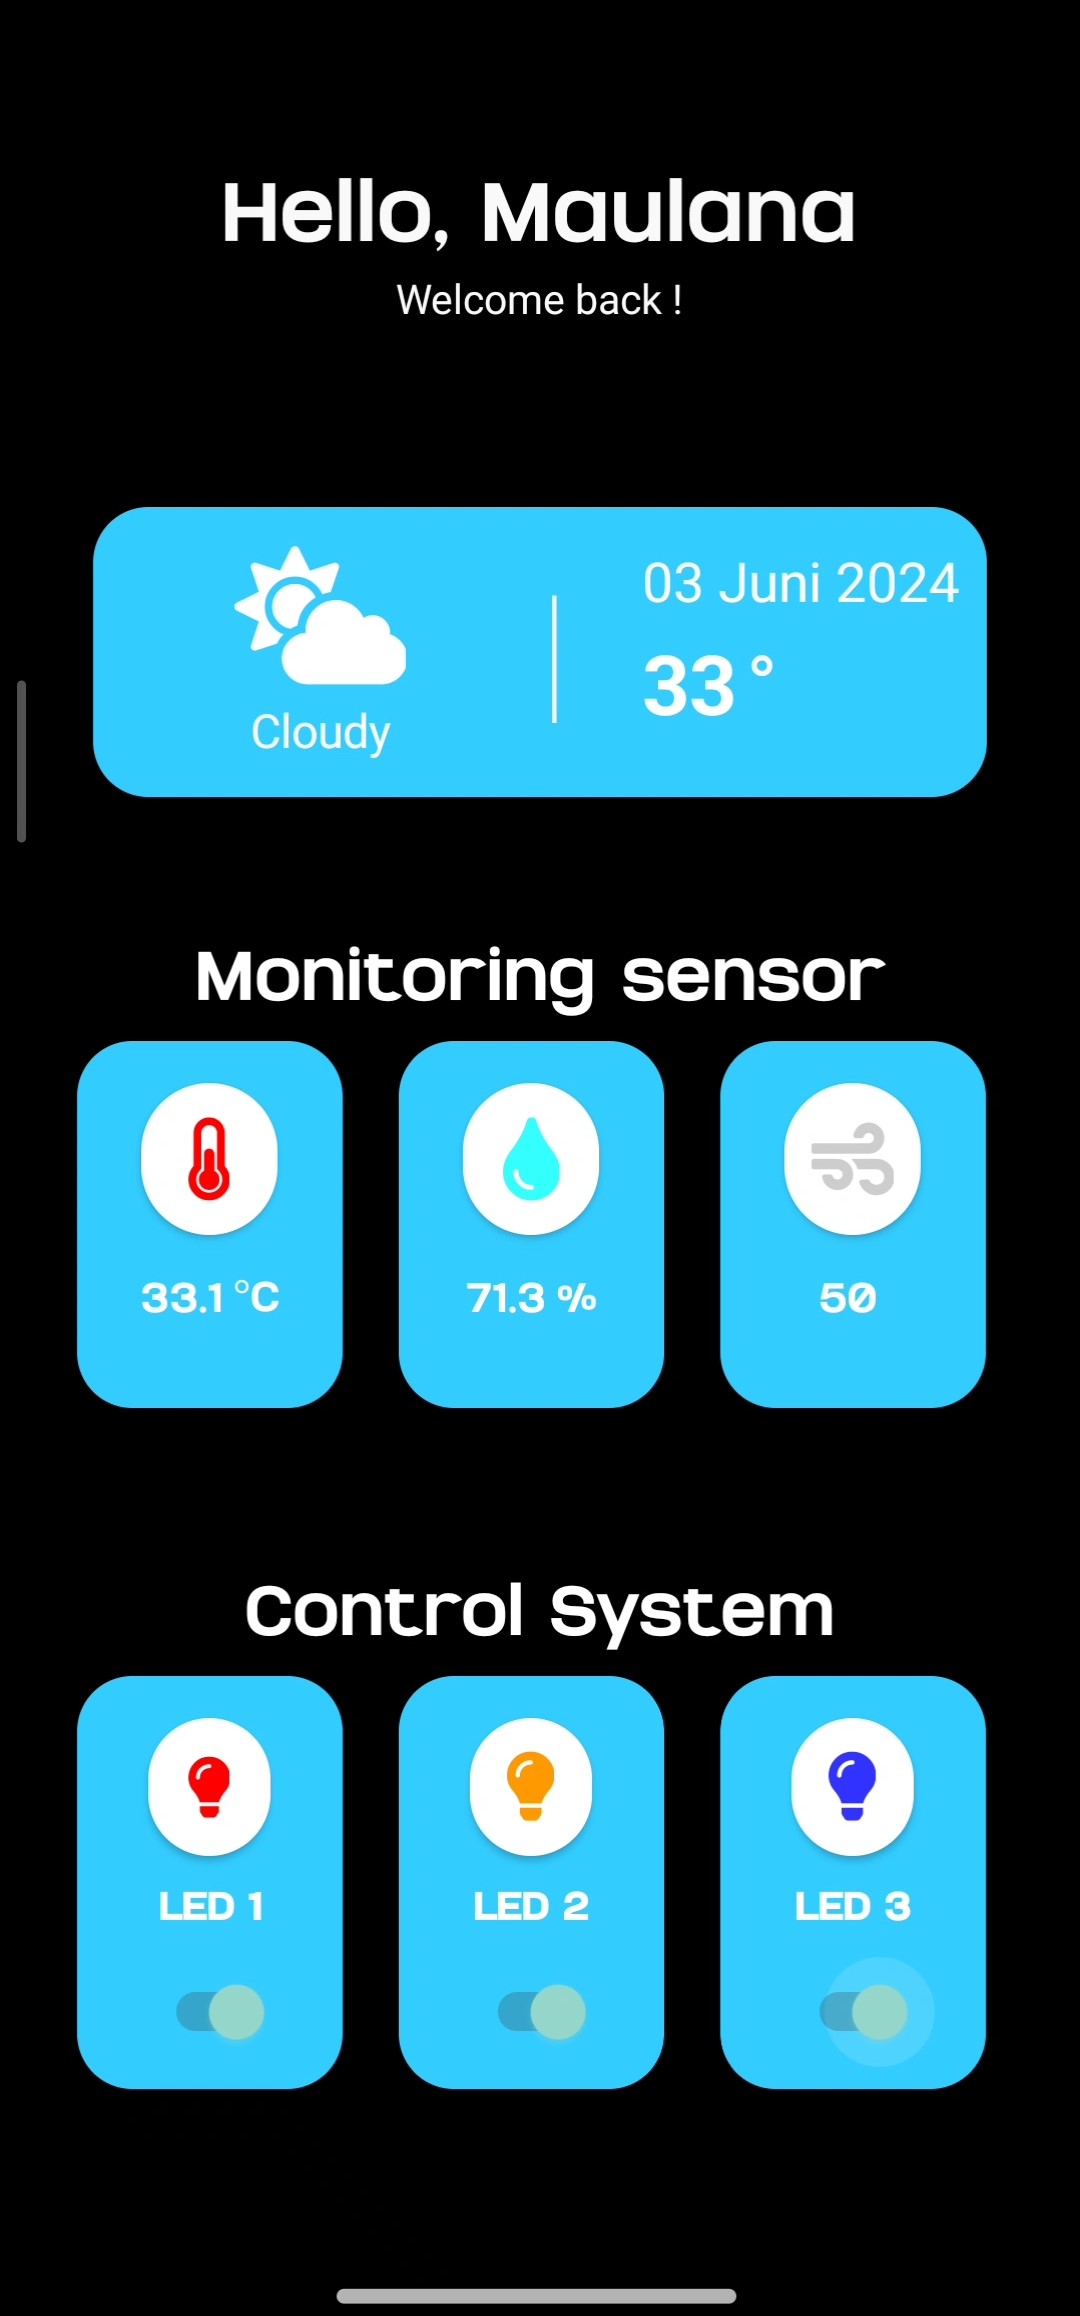 Hello, Maulana
Welcome back !
03 Juni 2024
33 °
Cloudy
Monitoring sensor
33.1 °C
71.3 %
50
Control System
LED 1
LED 2
LED 3